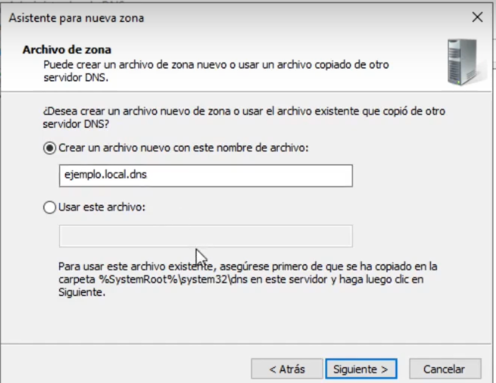 Asistente para nueva zona
Archivo de zona
Puede crear un archivo de zona nuevo o usar un archivo copiado de otro
servidor DNS.
¿Desea crear un archivo nuevo de zona o usar el archivo existente que copió de otro
servidor DNS?
Crear un archivo nuevo con este nombre de archivo:
ejemplo.local.dns
Usar este archivo:
Para usar este archivo existente, asegúrese primero de que se ha copiado en la
carpeta %SystemRoot%\system32\dns en este servidor y haga luego clic en
Siguiente.
< Atrás
Siguiente >
Cancelar